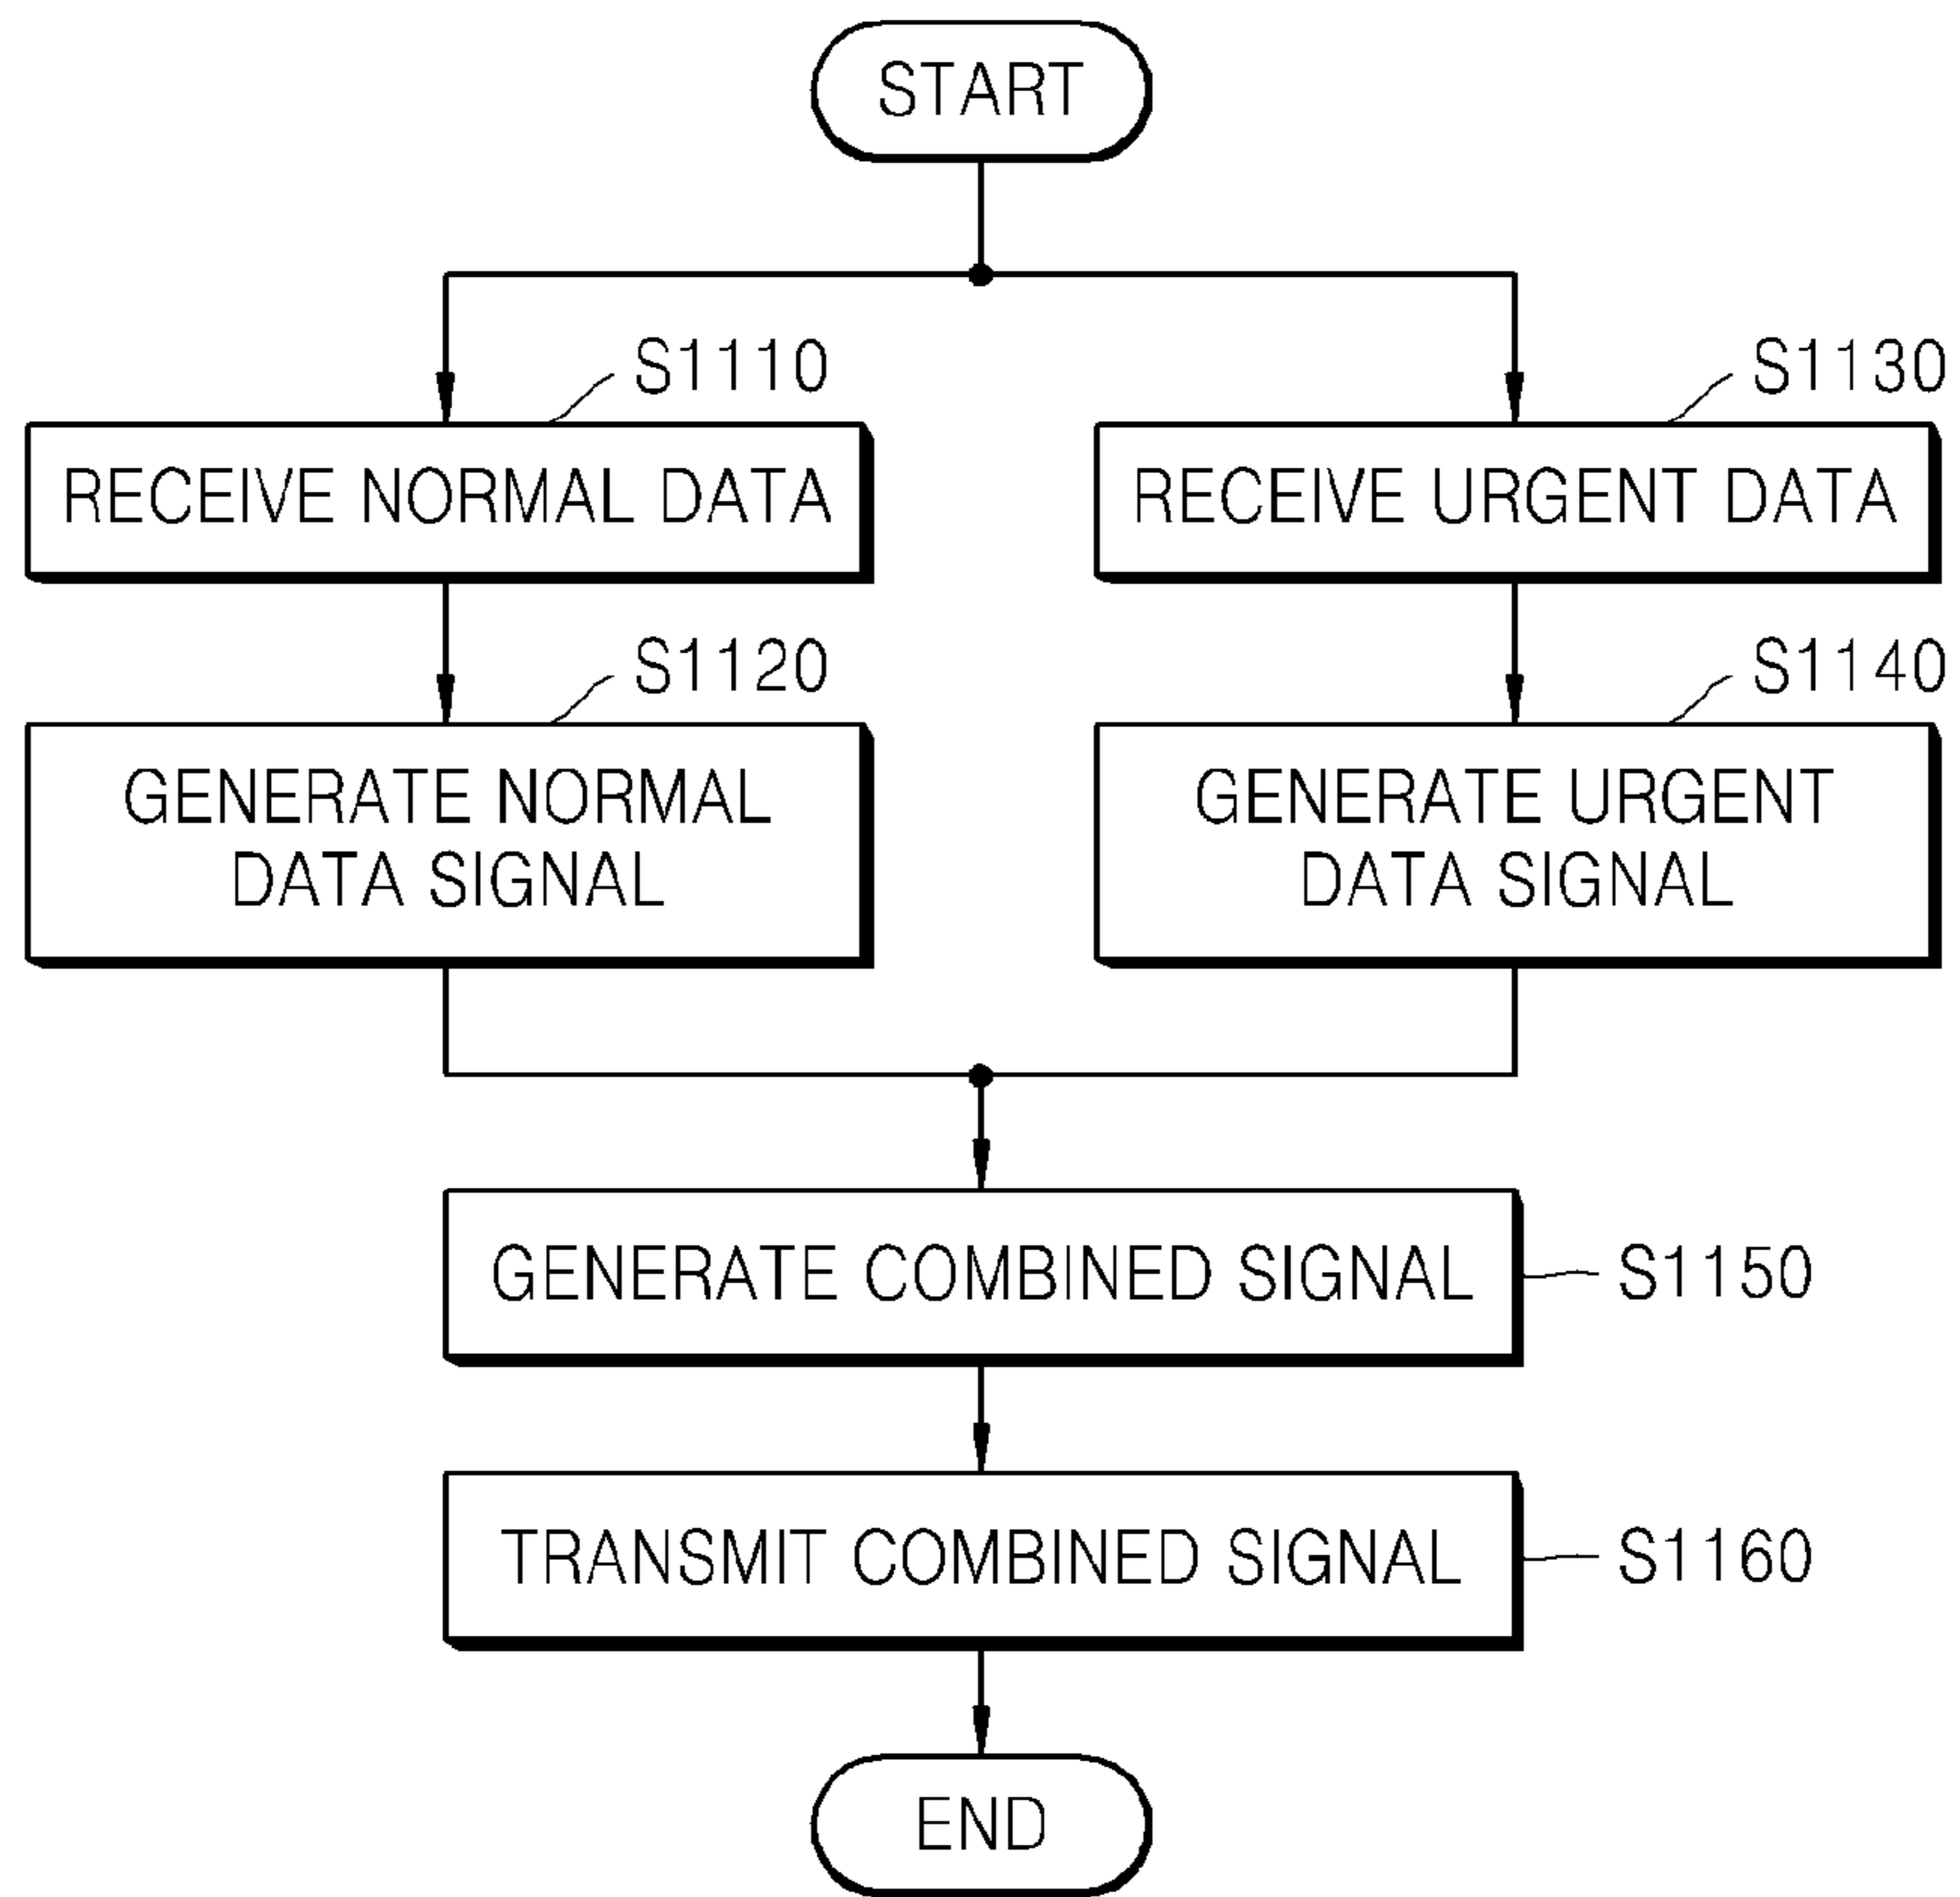 START
S1110
RECEIVE NORMAL DATA
S1130
RECEIVE URGENT DATA
S1120
GENERATE NORMAL
DATA SIGNAL
S1140
GENERATE URGENT
DATA SIGNAL
GENERATE COMBINED SIGNAL
S1150
TRANSMIT COMBINED SIGNAL
S1160
END